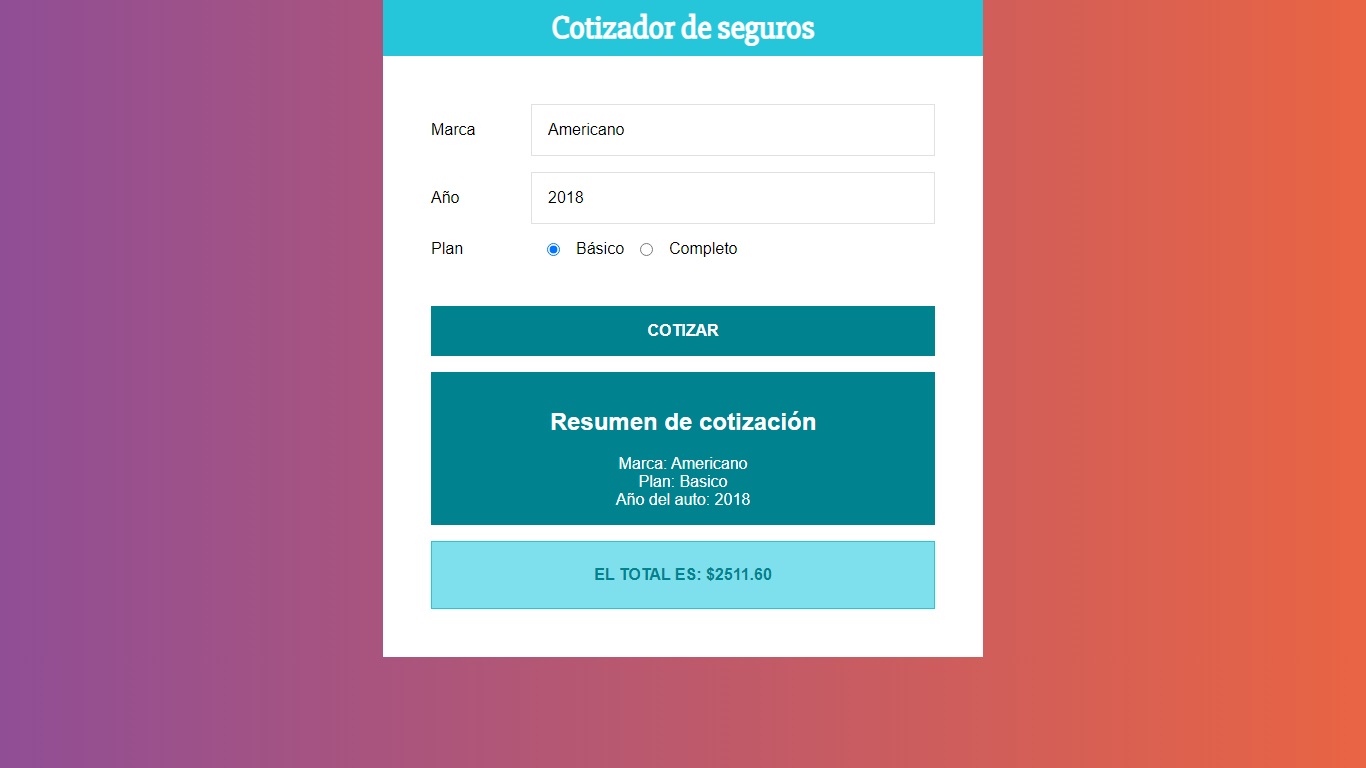 Cotizador de seguros
Marca
Americano
Año
2018
Plan
Básico
Completo
COTIZAR
Resumen de cotización
Marca: Americano
Plan: Basico
Año del auto: 2018
EL TOTAL ES: $2511.60